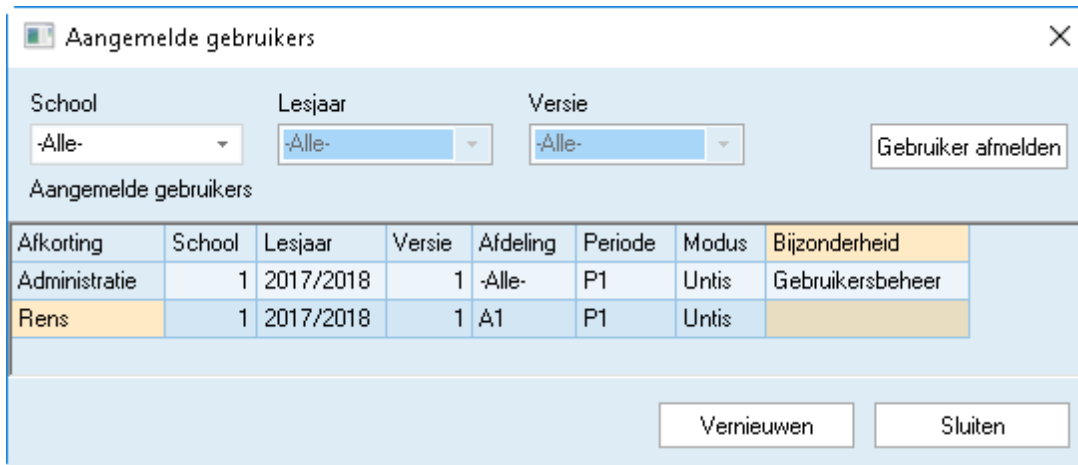 Aangemelde gebruikers
School Lesjaar Versie
-Alle- -Alle- -Alle- Gebruiker afmelden
Aangemelde gebruikers
Afkorting School Lesjaar Versie Afdeling Periode Modus Bijzonderheid
Administratie 1 2017/2018 1 -Alle- P1 Untis Gebruikersbeheer
Rens 1 2017/2018 1 A1 P1 Untis
Vernieuwen Sluiten